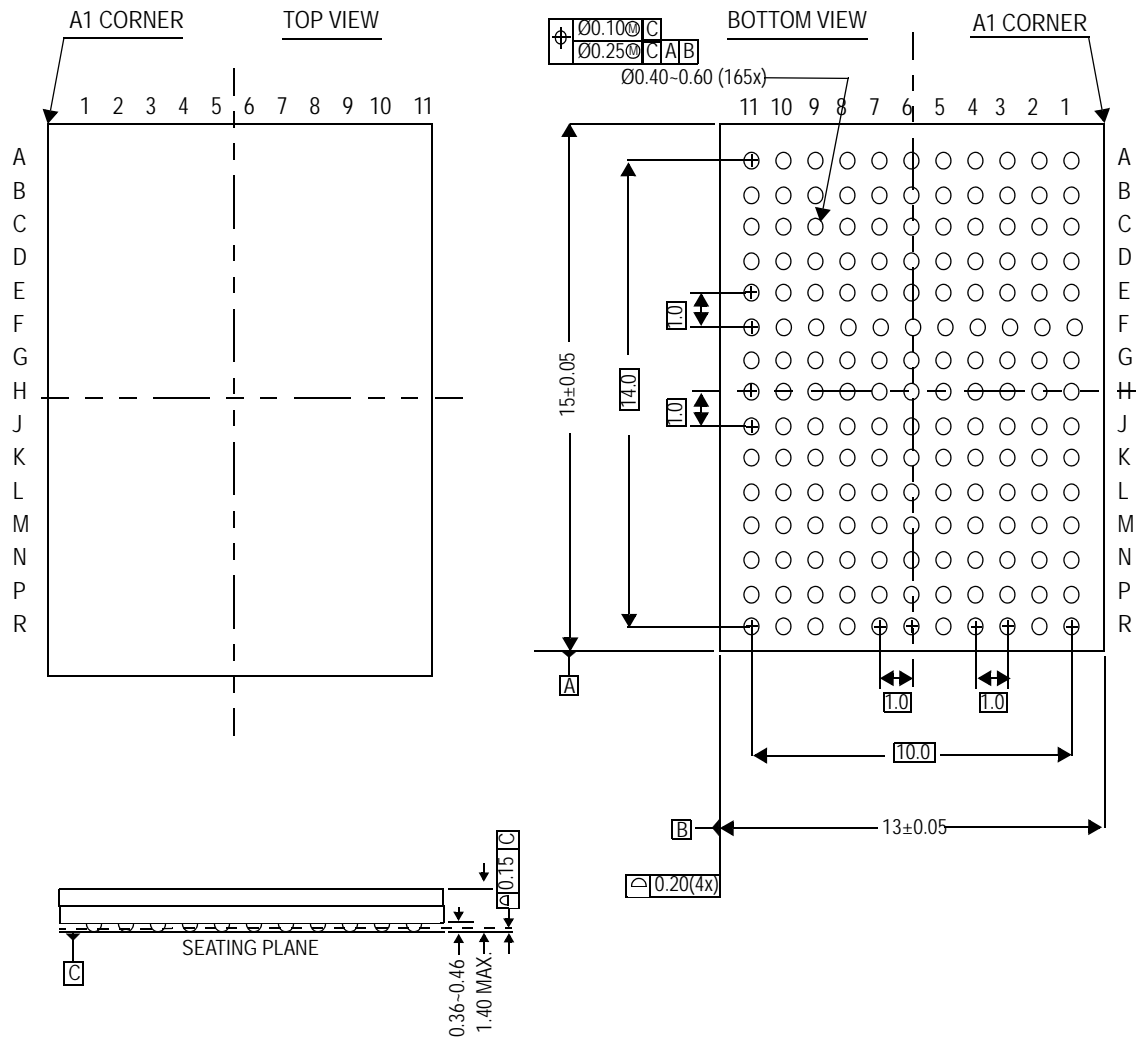 A1 CORNER
TOP VIEW
Ø0.10Ⓜ C
Ø0.25Ⓜ C A B
BOTTOM VIEW
A1 CORNER
Ø0.40~0.60 (165x)
1 2 3 4 5 6 7 8 9 10 11
11 10 9 8 7 6 5 4 3 2 1
A
B
C
D
E
F
G
H
J
K
L
M
N
P
R
15±0.05
14.0
1.0
1.0
A
B
C
D
E
F
G
H
J
K
L
M
N
P
R
A
1.0
1.0
10.0
B
13±0.05
0.20(4x)
0.15 C
SEATING PLANE
C
0.36~0.46
1.40 MAX.